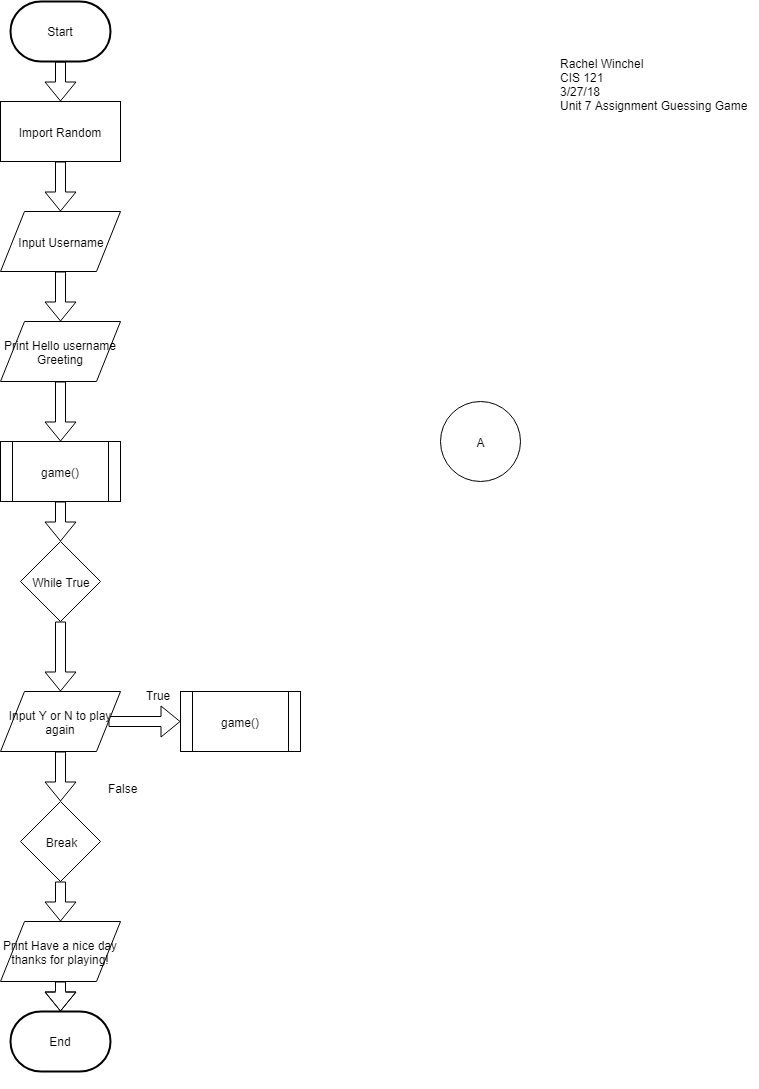 Start
Rachel Winchel
CIS 121
3/27/18
Unit 7 Assignment Guessing Game
Import Random
Input Username
Print Hello username
Greeting
A
game()
While True
Input Y or N to play
again
True
game()
False
Break
Print Have a nice day
thanks for playing!
End